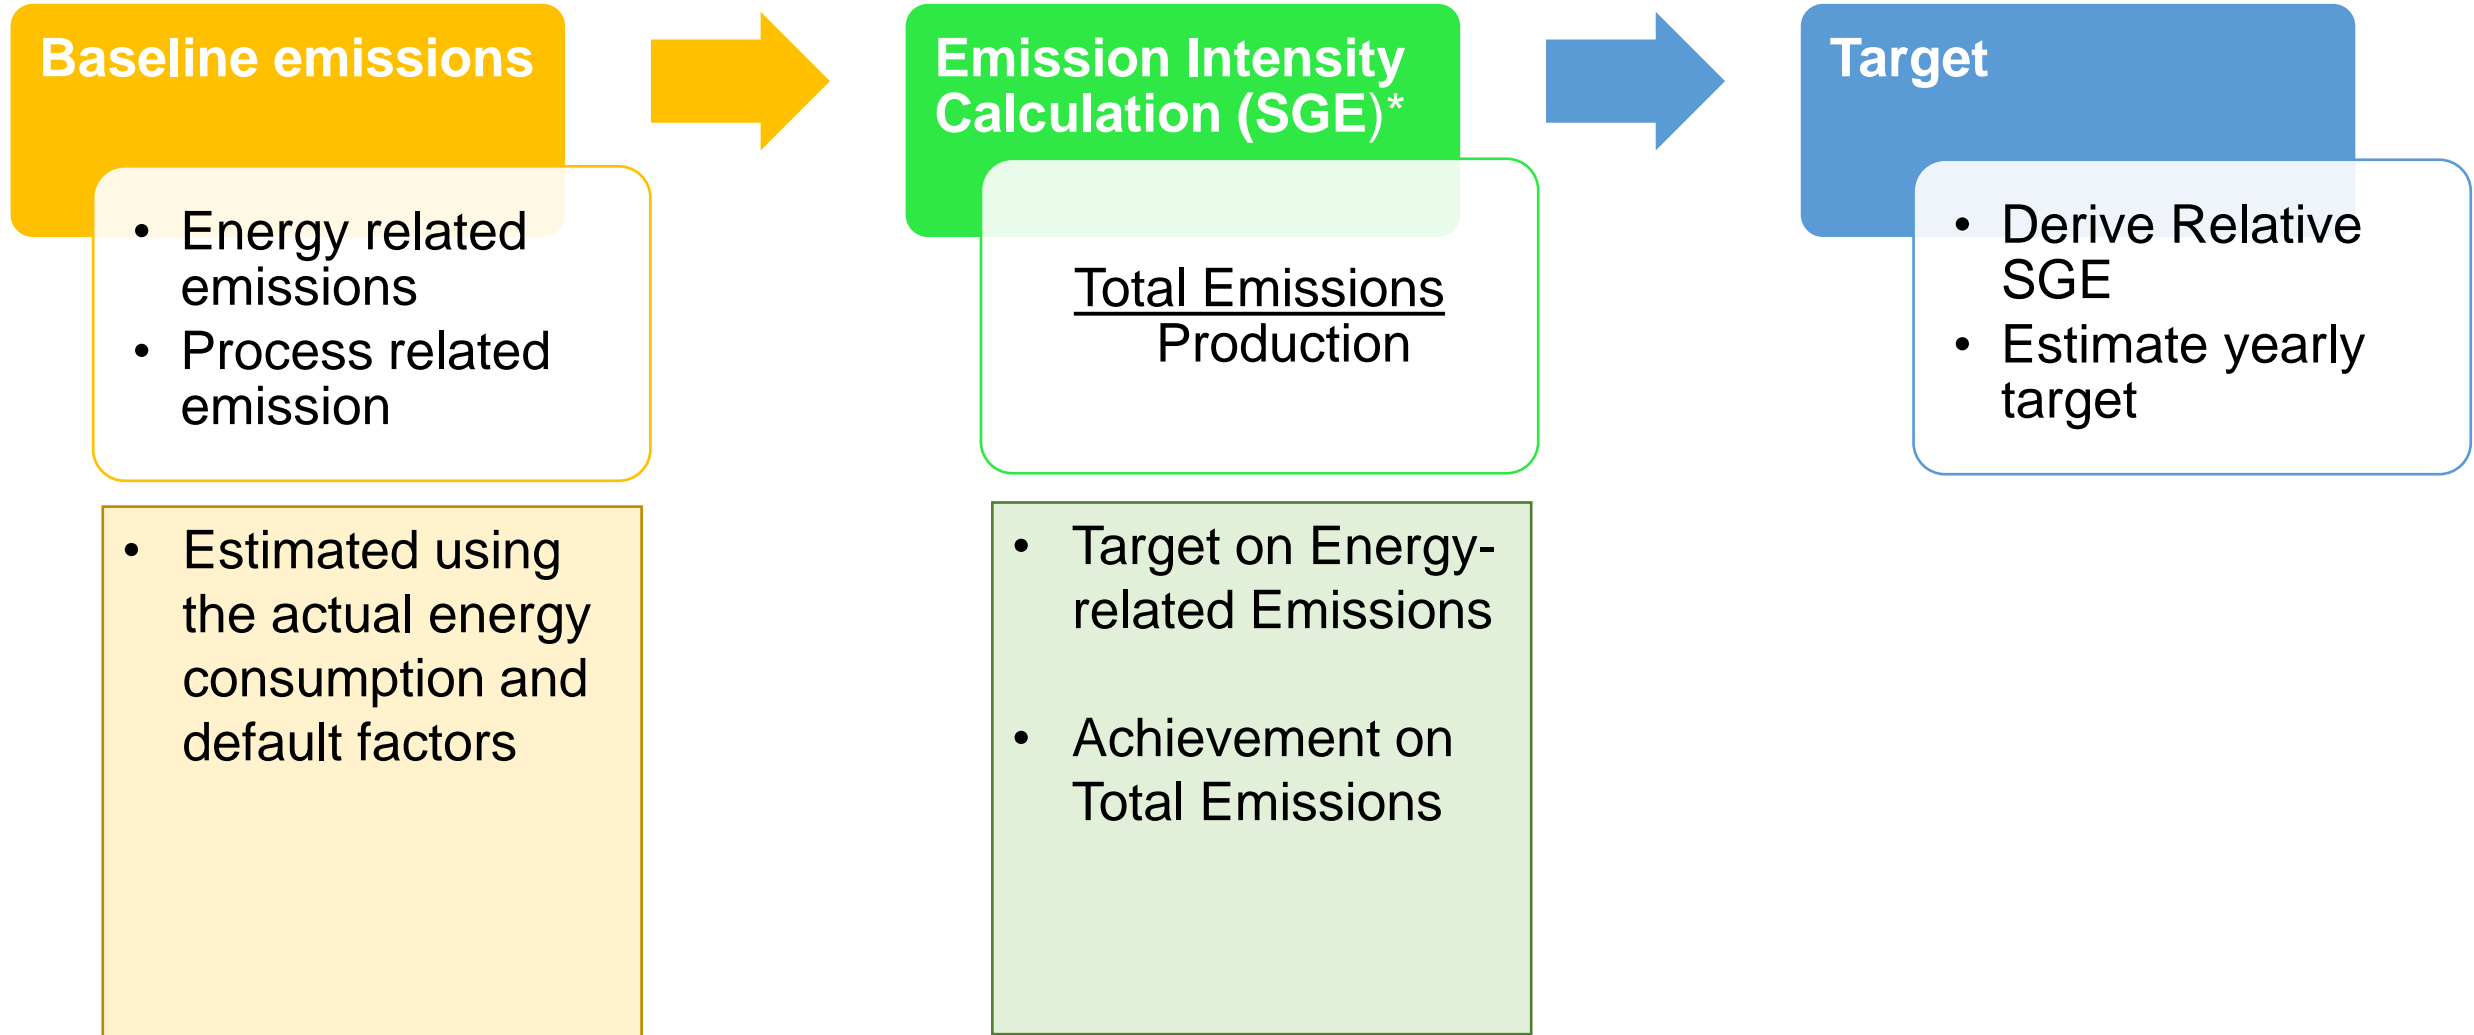 Baseline emissions
• Energy related
emissions
• Process related
emission
• Estimated using
the actual energy
consumption and
default factors
Emission Intensity
Calculation (SGE)*
Total Emissions
Production
• Target on Energy-
related Emissions
• Achievement on
Total Emissions
Target
• Derive Relative
SGE
• Estimate yearly
target